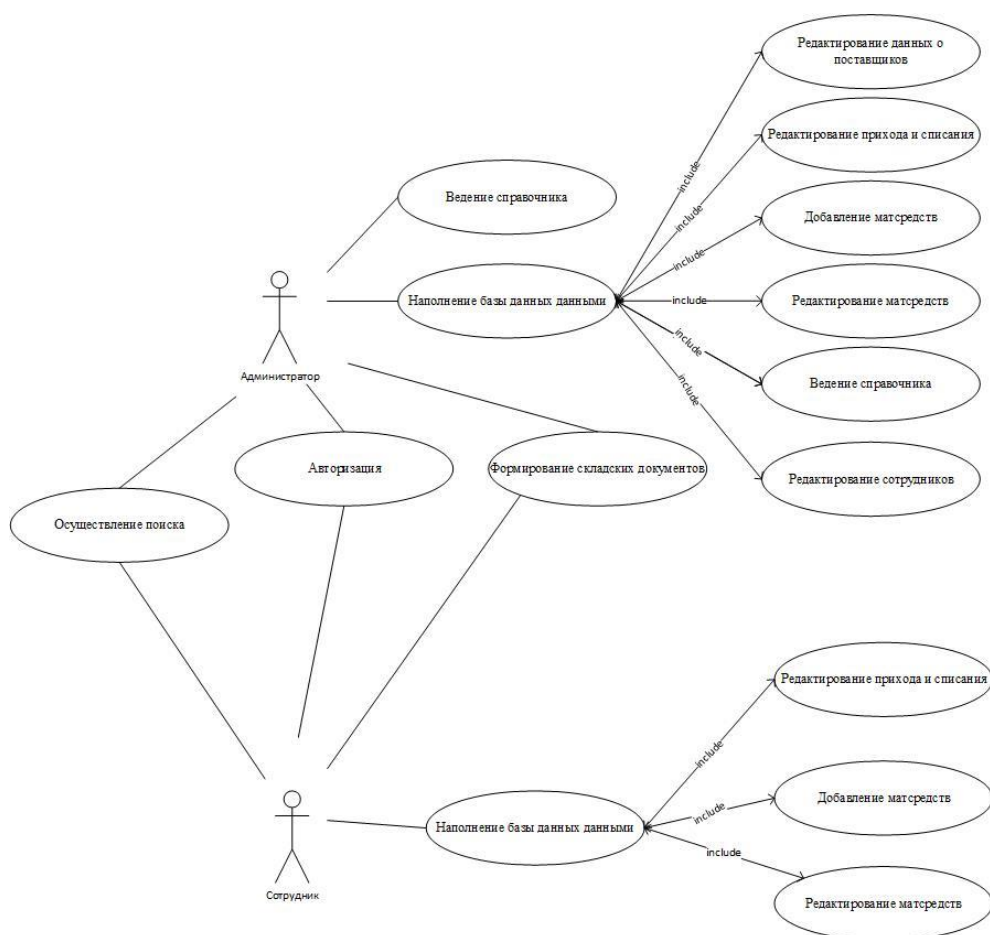 Редактирование данных о
поставщиков
include
Редактирование прихода и списания
include
Ведение справочника
Добавление матсредств
include
Наполнение базы данных данными
include
Редактирование матсредств
include
Администратор
Ведение справочника
include
Авторизация
Формирование складских документов
Редактирование сотрудников
Осуществление поиска
Редактирование прихода и списания
include
Добавление матсредств
include
Наполнение базы данных данными
include
Сотрудник
Редактирование матсредств